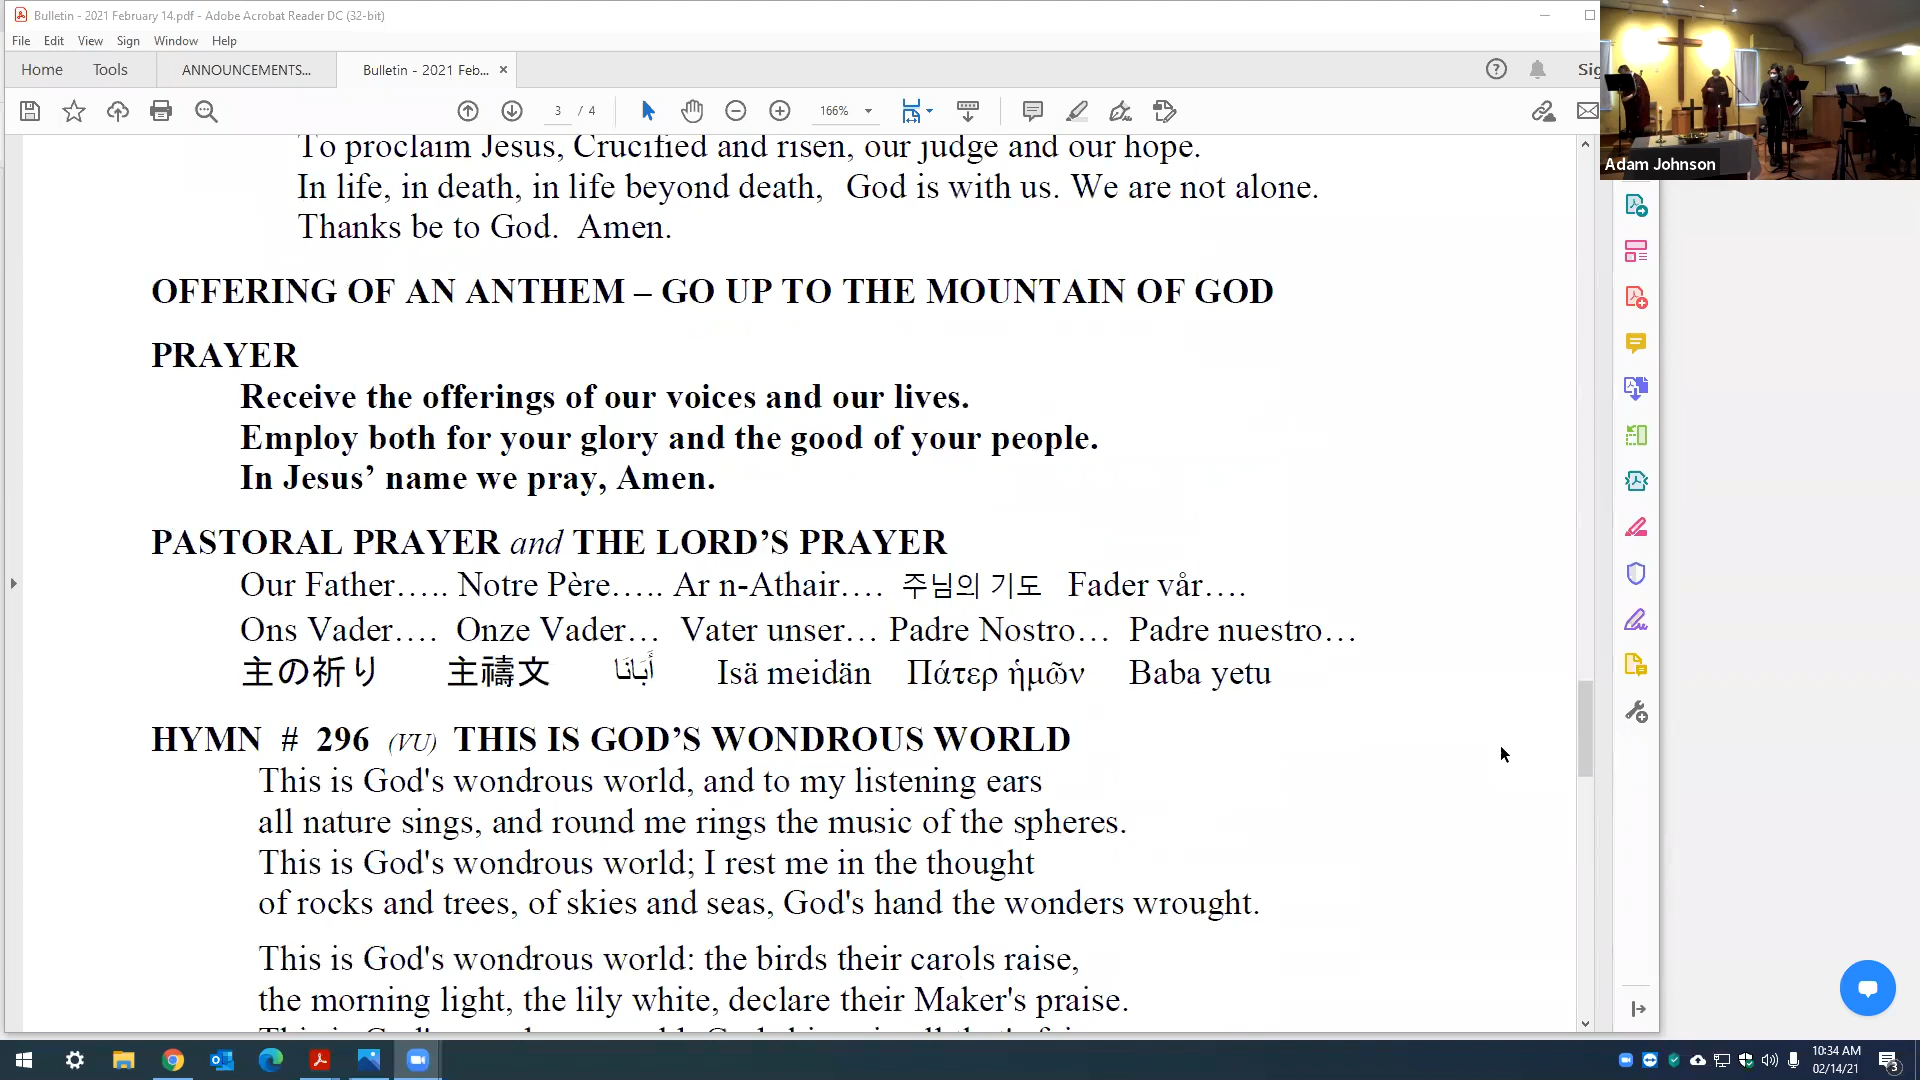 Bulletin - 2021 February 14.pdf - Adobe Acrobat Reader DC (32-bit)
File Edit View Sign Window Help
Home Tools ANNOUNCEMENTS... Bulletin - 2021 Feb... ×
3 / 4 166%
Adam Johnson
To proclaim Jesus, Crucified and risen, our judge and our hope.
In life, in death, in life beyond death, God is with us. We are not alone.
Thanks be to God. Amen.
OFFERING OF AN ANTHEM – GO UP TO THE MOUNTAIN OF GOD
PRAYER
Receive the offerings of our voices and our lives.
Employ both for your glory and the good of your people.
In Jesus’ name we pray, Amen.
PASTORAL PRAYER and THE LORD’S PRAYER
Our Father….. Notre Père….. Ar n-Athair…. 주님의 기도 Fader vår….
Ons Vader…. Onze Vader… Vater unser… Padre Nostro… Padre nuestro…
主の祈り 主禱文 أَبَانَا Isä meidän Πάτερ ἡμῶν Baba yetu
HYMN # 296 (VU) THIS IS GOD’S WONDROUS WORLD
This is God's wondrous world, and to my listening ears
all nature sings, and round me rings the music of the spheres.
This is God's wondrous world; I rest me in the thought
of rocks and trees, of skies and seas, God's hand the wonders wrought.
This is God's wondrous world: the birds their carols raise,
the morning light, the lily white, declare their Maker's praise.
10:34 AM
02/14/21
3